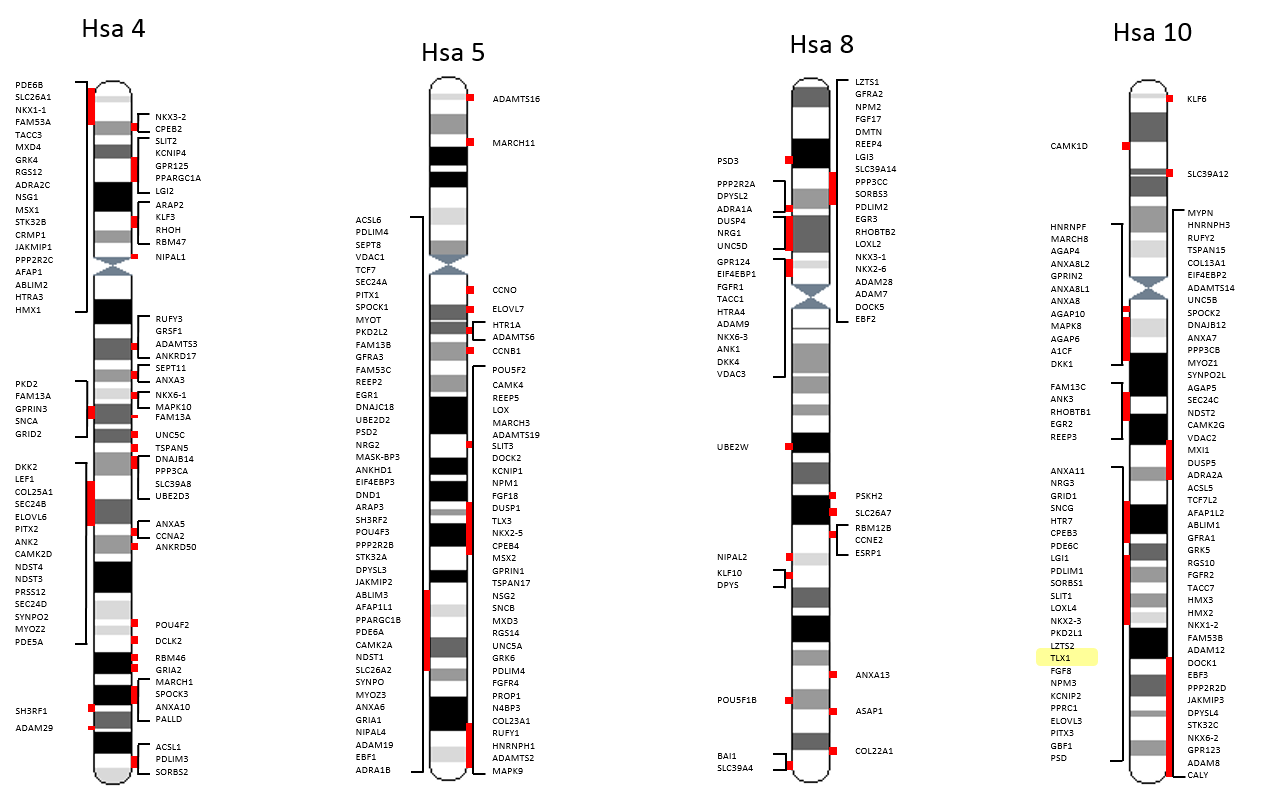 Hsa 4
PDE6B
SLC26A1
NKX1-1
FAM53A
TACC3
MXD4
GRK4
RGS12
ADRA2C
NSG1
MSX1
STK32B
CRMP1
JAKMIP1
PPP2R2C
AFAP1
ABLIM2
HTRA3
HMX1
PKD2
FAM13A
GPRIN3
SNCA
GRID2
DKK2
LEF1
COL25A1
SEC24B
ELOVL6
PITX2
ANK2
CAMK2D
NDST4
NDST3
PRSS12
SEC24D
SYNPO2
MYOZ2
PDE5A
SH3RF1
ADAM29
NKX3-2
CPEB2
SLIT2
KCNIP4
GPR125
PPARGC1A
LGI2
ARAP2
KLF3
RHOH
RBM47
NIPAL1
RUFY3
GRSF1
ADAMTS3
ANKRD17
SEPT11
ANXA3
NKX6-1
MAPK10
FAM13A
UNC5C
TSPAN5
DNAJB14
PPP3CA
SLC39A8
UBE2D3
ANXA5
CCNA2
ANKRD50
POU4F2
DCLK2
RBM46
GRIA2
MARCH1
SPOCK3
ANXA10
PALLD
ACSL1
PDLIM3
SORBS2
Hsa 5
ACSL6
PDLIM4
SEPT8
VDAC1
TCF7
SEC24A
PITX1
SPOCK1
MYOT
PKD2L2
FAM13B
GFRA3
FAM53C
REEP2
EGR1
DNAJC18
UBE2D2
PSD2
NRG2
MASK-BP3
ANKHD1
EIF4EBP3
DND1
ARAP3
SH3RF2
POU4F3
PPP2R2B
STK32A
DPYSL3
JAKMIP2
ABLIM3
AFAP1L1
PPARGC1B
PDE6A
CAMK2A
NDST1
SLC26A2
SYNPO
MYOZ3
ANXA6
GRIA1
NIPAL4
ADAM19
EBF1
ADRA1B
ADAMTS16
MARCH11
CCNO
ELOVL7
HTR1A
ADAMTS6
CCNB1
POU5F2
CAMK4
REEP5
LOX
MARCH3
ADAMTS19
SLIT3
DOCK2
KCNIP1
NPM1
FGF18
DUSP1
TLX3
NKX2-5
CPEB4
MSX2
GPRIN1
TSPAN17
NSG2
SNCB
MXD3
RGS14
UNC5A
GRK6
PDLIM4
FGFR4
PROP1
N4BP3
COL23A1
RUFY1
HNRNPH1
ADAMTS2
MAPK9
Hsa 8
PSD3
PPP2R2A
DPYSL2
ADRA1A
DUSP4
NRG1
UNC5D
GPR124
EIF4EBP1
FGFR1
TACC1
HTRA4
ADAM9
NKX6-3
ANK1
DKK4
VDAC3
UBE2W
NIPAL2
KLF10
DPYS
POU5F1B
BAI1
SLC39A4
LZTS1
GFRA2
NPM2
FGF17
DMTN
REEP4
LGI3
SLC39A14
PPP3CC
SORBS3
PDLIM2
EGR3
RHOBTB2
LOXL2
NKX3-1
NKX2-6
ADAM28
ADAM7
DOCK5
EBF2
PSKH2
SLC26A7
RBM12B
CCNE2
ESRP1
ANXA13
ASAP1
COL22A1
Hsa 10
CAMK1D
HNRNPF
MARCH8
AGAP4
ANXA8L2
GPRIN2
ANXA8L1
ANXA8
AGAP10
MAPK8
AGAP6
A1CF
DKK1
FAM13C
ANK3
RHOBTB1
EGR2
REEP3
ANXA11
NRG3
GRID1
SNCG
HTR7
CPEB3
PDE6C
LGI1
PDLIM1
SORBS1
SLIT1
LOXL4
NKX2-3
PKD2L1
LZTS2
TLX1
FGF8
NPM3
KCNIP2
PPRC1
ELOVL3
PITX3
GBF1
PSD
KLF6
SLC39A12
MYPN
HNRNPH3
RUFY2
TSPAN15
COL13A1
EIF4EBP2
ADAMTS14
UNC5B
SPOCK2
DNAJB12
ANXA7
PPP3CB
MYOZ1
SYNPO2L
AGAP5
SEC24C
NDST2
CAMK2G
VDAC2
MXI1
DUSP5
ADRA2A
ACSL5
TCF7L2
AFAP1L2
ABLIM1
GFRA1
GRK5
RGS10
FGFR2
TACC7
HMX3
HMX2
NKX1-2
FAM53B
ADAM12
DOCK1
EBF3
PPP2R2D
JAKMIP3
DPYSL4
STK32C
NKX6-2
GPR123
ADAM8
CALY